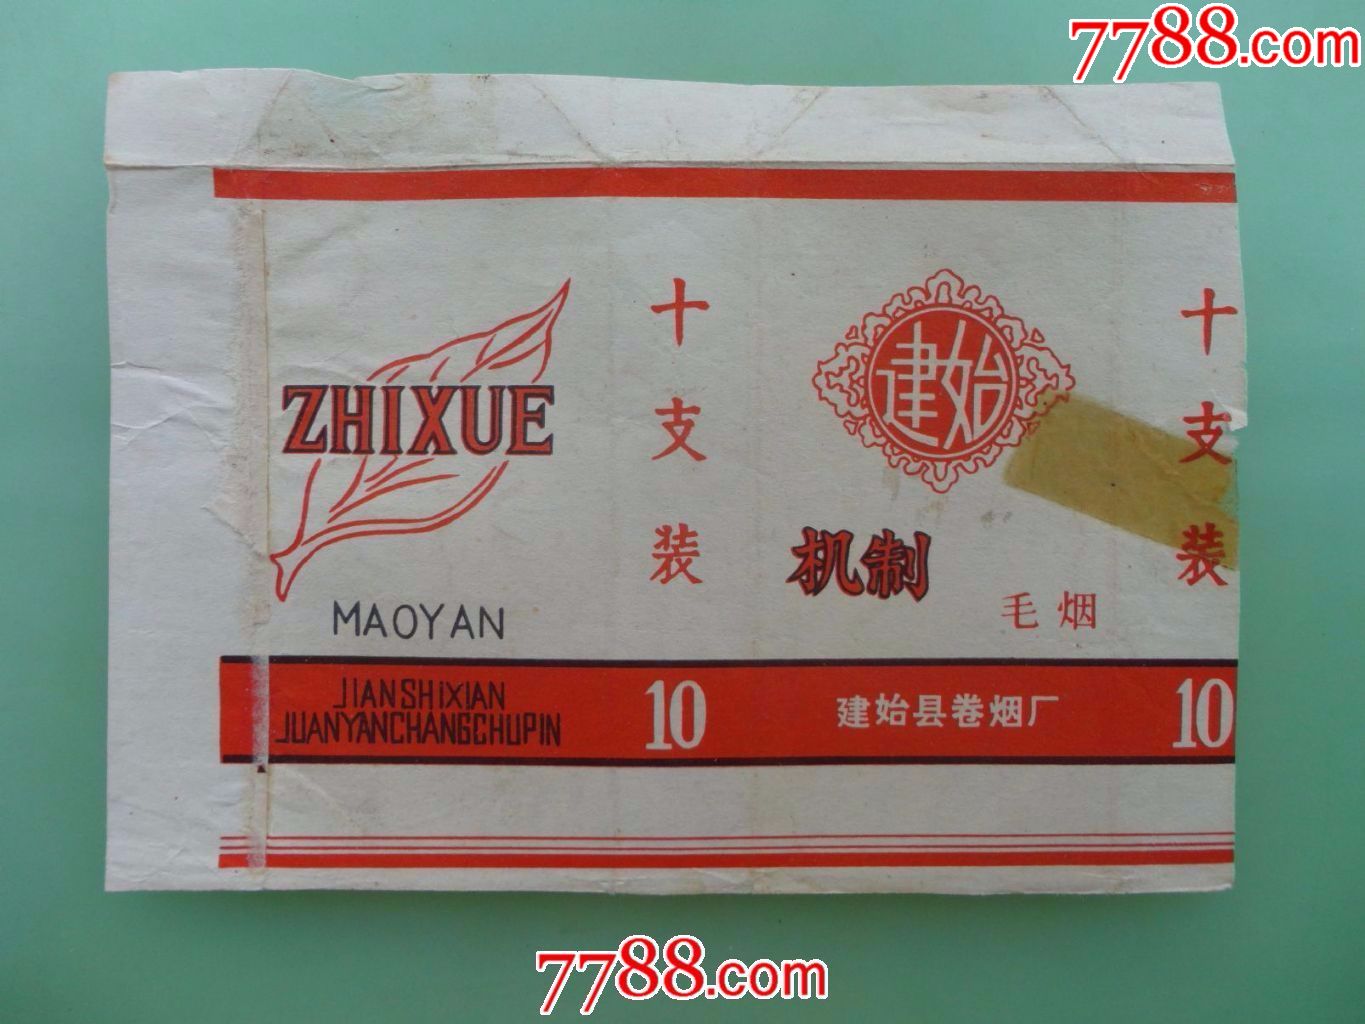 7788.com
ZHIXUE
MAOYAN
JIANSHIXIAN
JUANYANCHANGCHUPIN
十支装
10
建始
机制
毛烟
建始县卷烟厂
十支装
10
7788.com